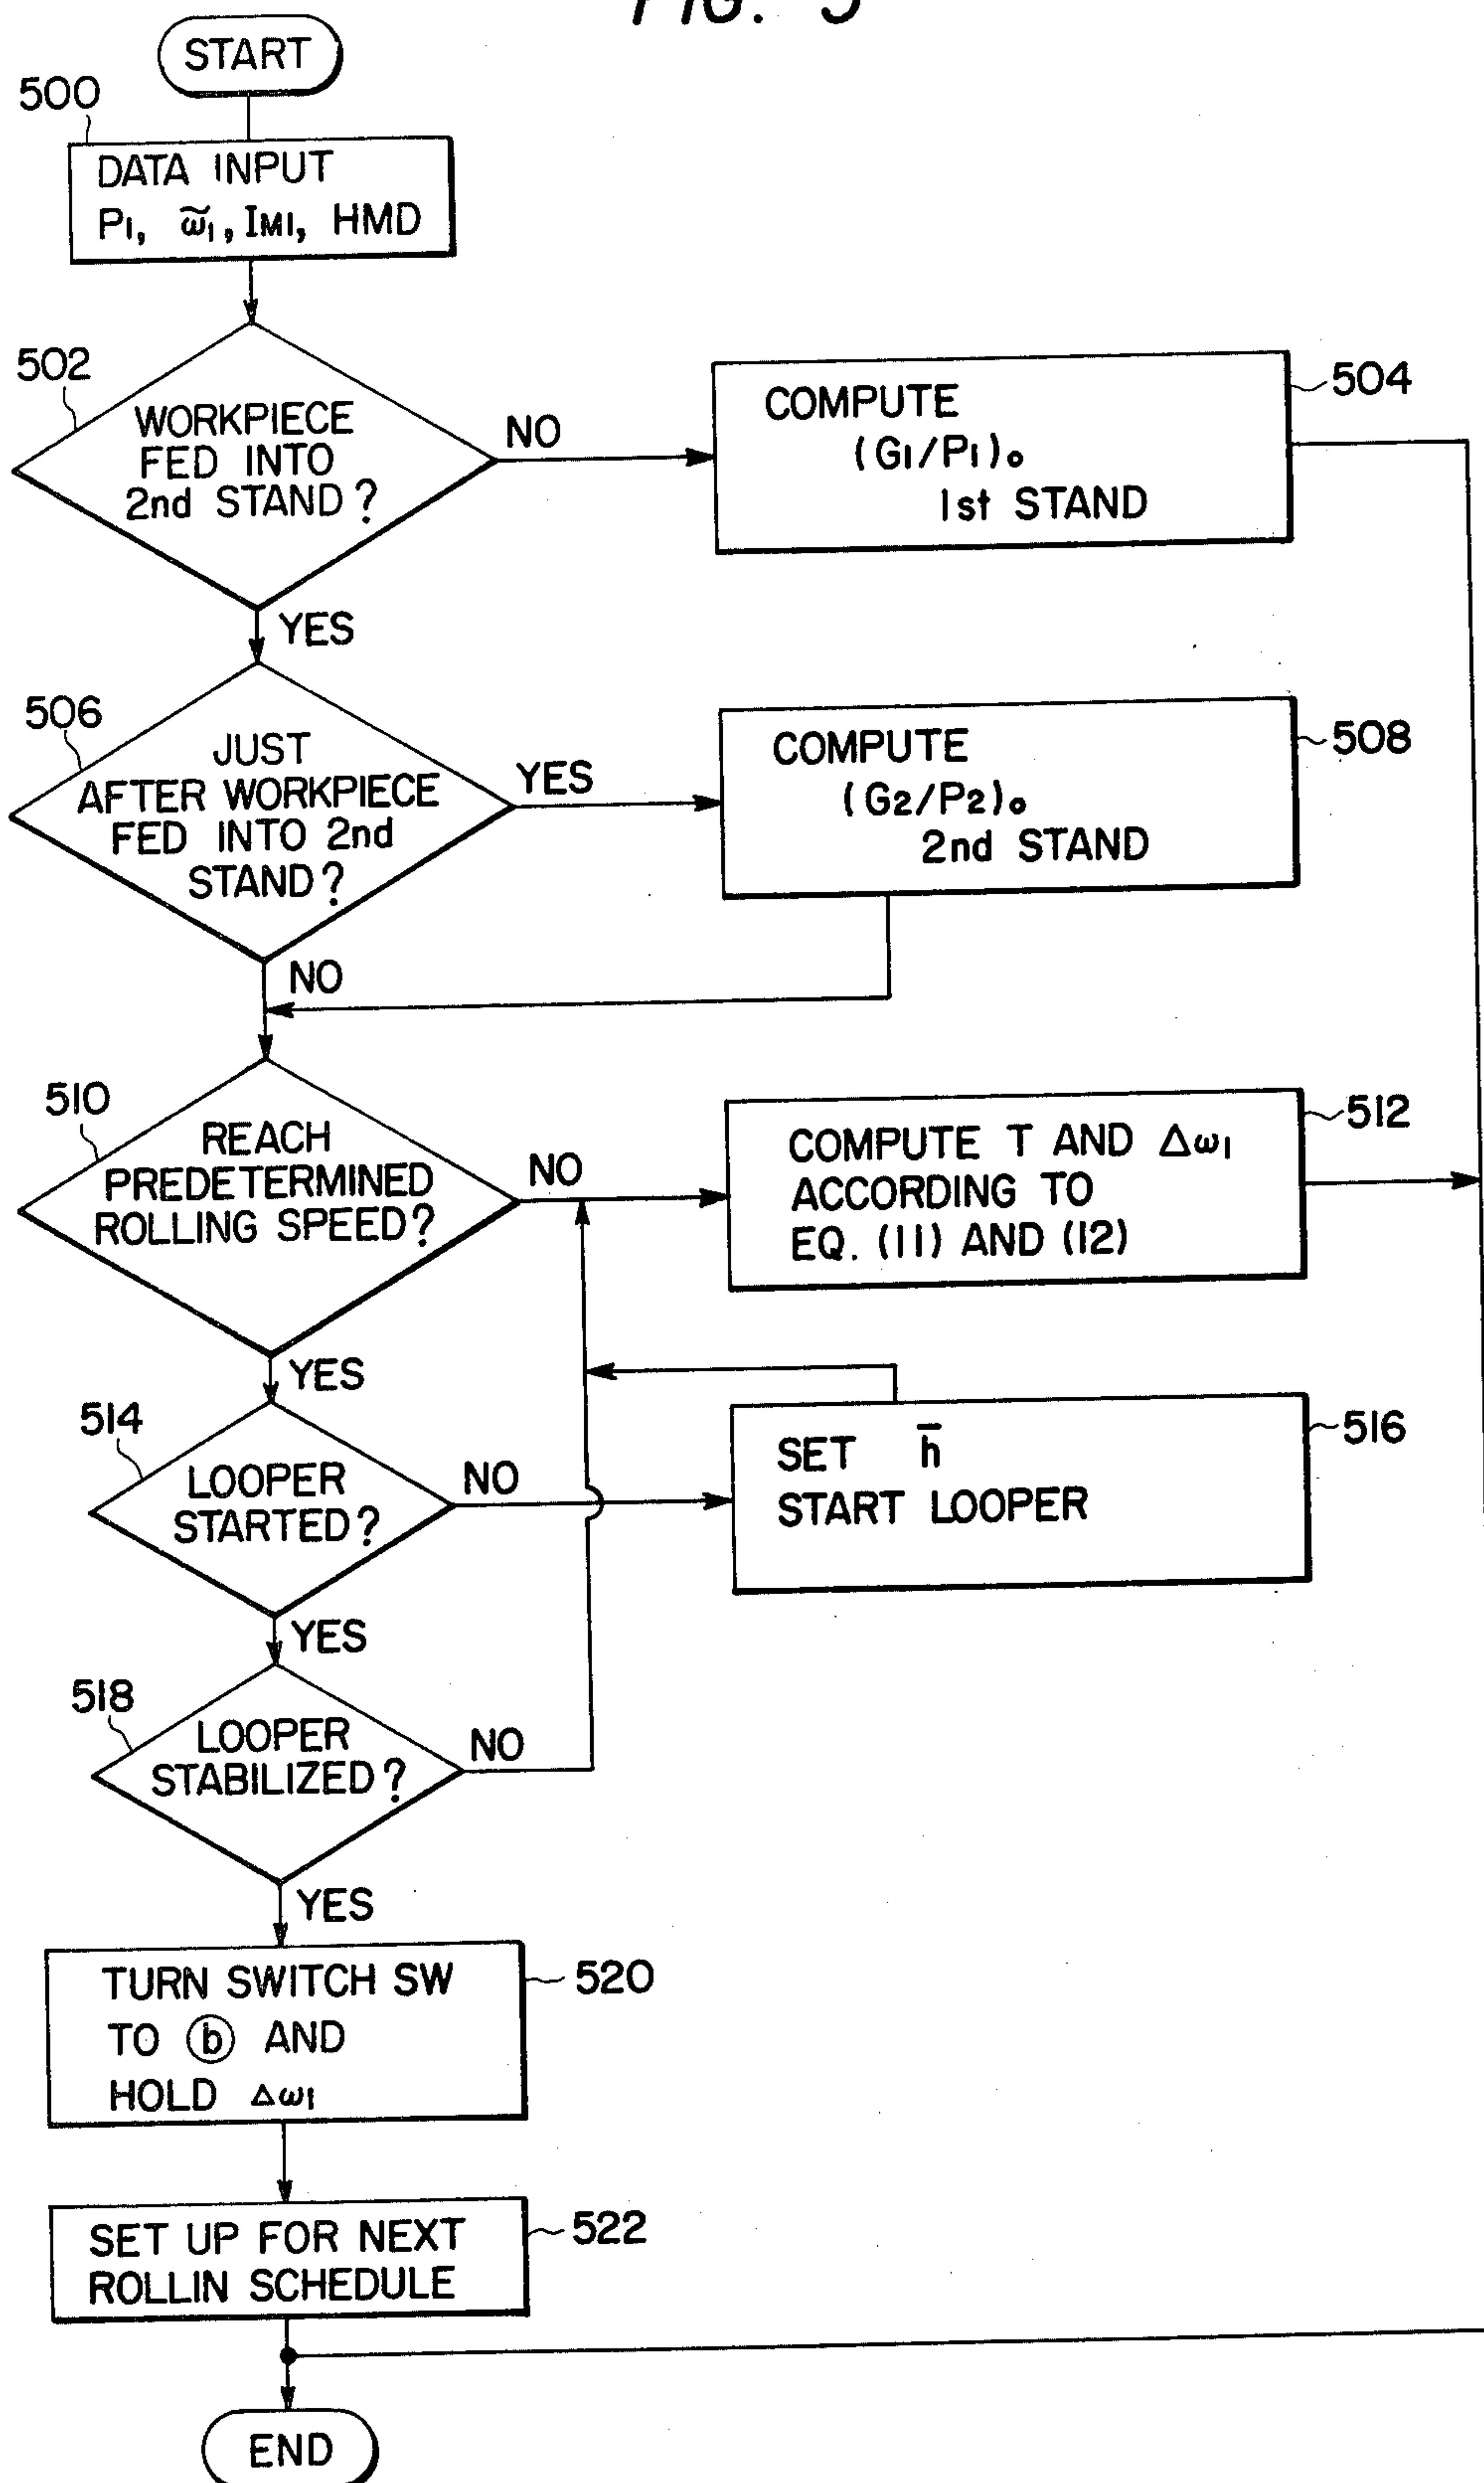 FIG. 5
START
500
DATA INPUT
P1, ω̃1, IM1, HMD
502
WORKPIECE
FED INTO
2nd STAND?
NO
504
COMPUTE
(G1/P1)o
1st STAND
YES
506
JUST
AFTER WORKPIECE
FED INTO 2nd
STAND?
YES
508
COMPUTE
(G2/P2)o
2nd STAND
NO
510
REACH
PREDETERMINED
ROLLING SPEED?
NO
512
COMPUTE T AND Δω1
ACCORDING TO
EQ. (11) AND (12)
YES
514
LOOPER
STARTED?
NO
516
SET h̄
START LOOPER
YES
518
LOOPER
STABILIZED?
NO
YES
520
TURN SWITCH SW
TO ⓑ AND
HOLD Δω1
522
SET UP FOR NEXT
ROLLIN SCHEDULE
END